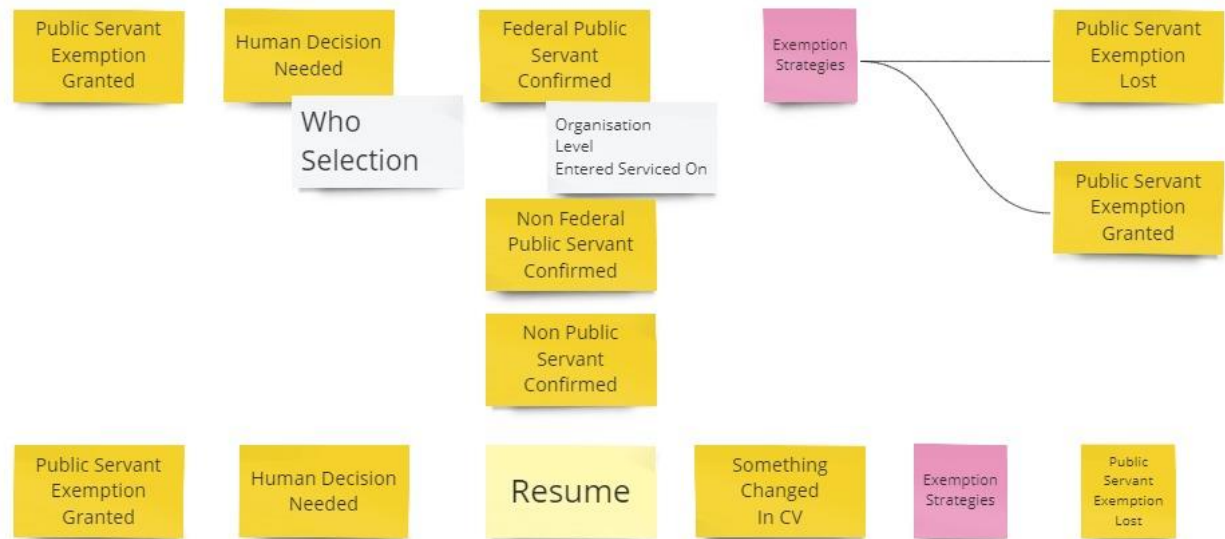 Public Servant
Exemption
Granted
Human Decision
Needed
Who
Selection
Federal Public
Servant
Confirmed
Organisation
Level
Entered Serviced On
Non Federal
Public Servant
Confirmed
Non Public
Servant
Confirmed
Exemption
Strategies
Public Servant
Exemption
Lost
Public Servant
Exemption
Granted
Public Servant
Exemption
Granted
Human Decision
Needed
Resume
Something
Changed
In CV
Exemption
Strategies
Public
Servant
Exemption
Lost